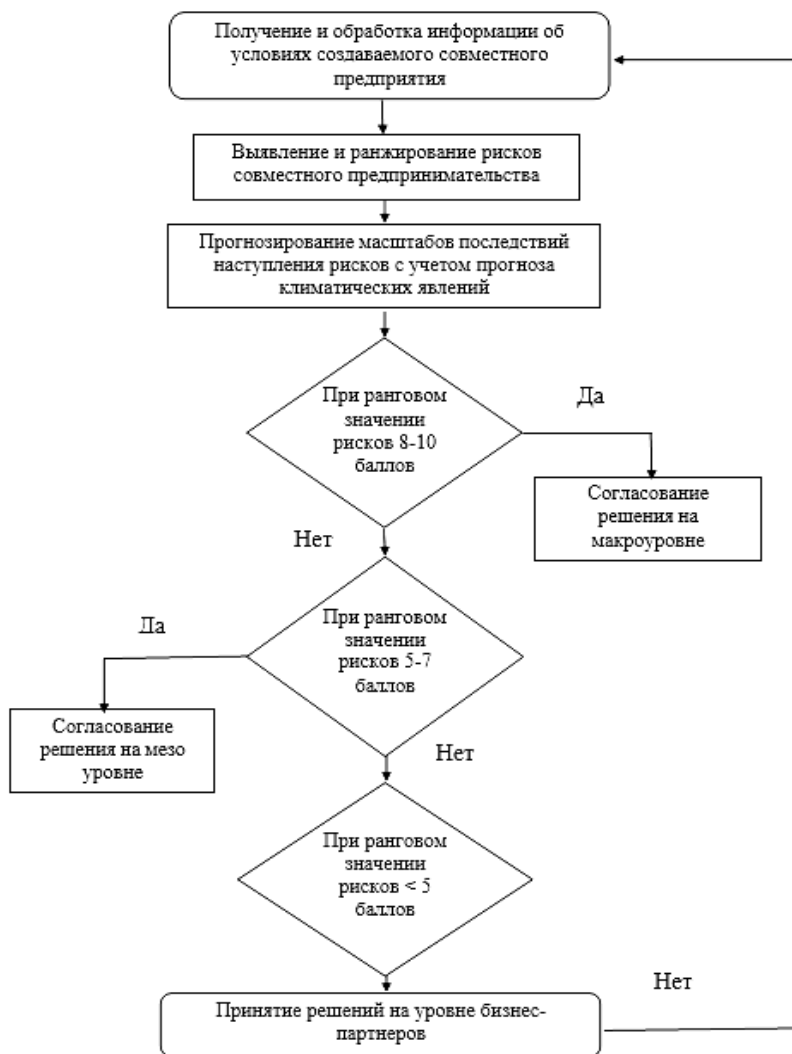 Получение и обработка информации об
условиях создаваемого совместного
предприятия
Выявление и ранжирование рисков
совместного предпринимательства
Прогнозирование масштабов последствий
наступления рисков с учетом прогноза
климатических явлений
При ранговом
значении
рисков 8-10
баллов
Да
Согласование
решения на
макроуровне
Нет
При ранговом
значении
рисков 5-7
баллов
Да
Согласование
решения на мезо
уровне
Нет
При ранговом
значении
рисков < 5
баллов
Нет
Принятие решений на уровне бизнес-
партнеров